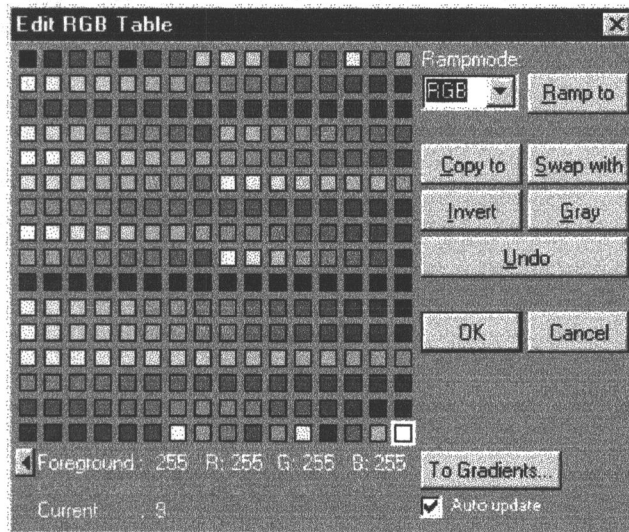 Edit RGB Table
Rampmode:
RGB
Ramp to
Copy to
Swap with
Invert
Gray
Undo
OK
Cancel
Foreground : 255 R: 255 G: 255 B: 255
To Gradients...
Current : 9
Auto update